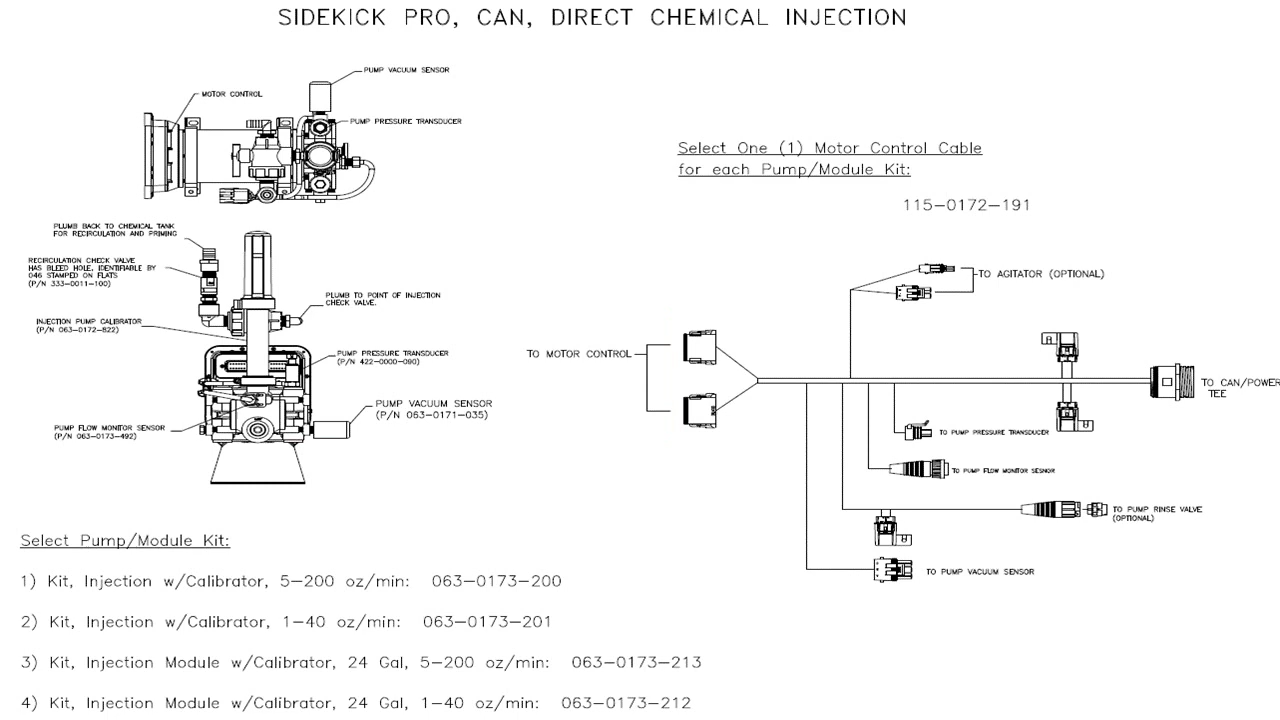 SIDEKICK PRO, CAN, DIRECT CHEMICAL INJECTION
PUMP VACUUM SENSOR
MOTOR CONTROL
PUMP PRESSURE TRANSDUCER
PLUMB BACK TO CHEMICAL TANK
FOR RECIRCULATION AND PRIMING
RECIRCULATION CHECK VALVE
HAS BLEED HOLE. IDENTIFIABLE BY
046 STAMPED ON FLATS
(P/N 333-0011-100)
PLUMB TO POINT OF INJECTION
CHECK VALVE.
INJECTION PUMP CALIBRATOR
(P/N 063-0172-822)
PUMP PRESSURE TRANSDUCER
(P/N 422-0000-090)
PUMP VACUUM SENSOR
(P/N 063-0171-035)
PUMP FLOW MONITOR SENSOR
(P/N 063-0173-492)
Select One (1) Motor Control Cable
for each Pump/Module Kit:
115-0172-191
TO AGITATOR (OPTIONAL)
TO MOTOR CONTROL
TO CAN/POWER
TEE
TO PUMP PRESSURE TRANSDUCER
TO PUMP FLOW MONITOR SESNOR
TO PUMP RINSE VALVE
(OPTIONAL)
TO PUMP VACUUM SENSOR
Select Pump/Module Kit:
1) Kit, Injection w/Calibrator, 5-200 oz/min: 063-0173-200
2) Kit, Injection w/Calibrator, 1-40 oz/min: 063-0173-201
3) Kit, Injection Module w/Calibrator, 24 Gal, 5-200 oz/min: 063-0173-213
4) Kit, Injection Module w/Calibrator, 24 Gal, 1-40 oz/min: 063-0173-212